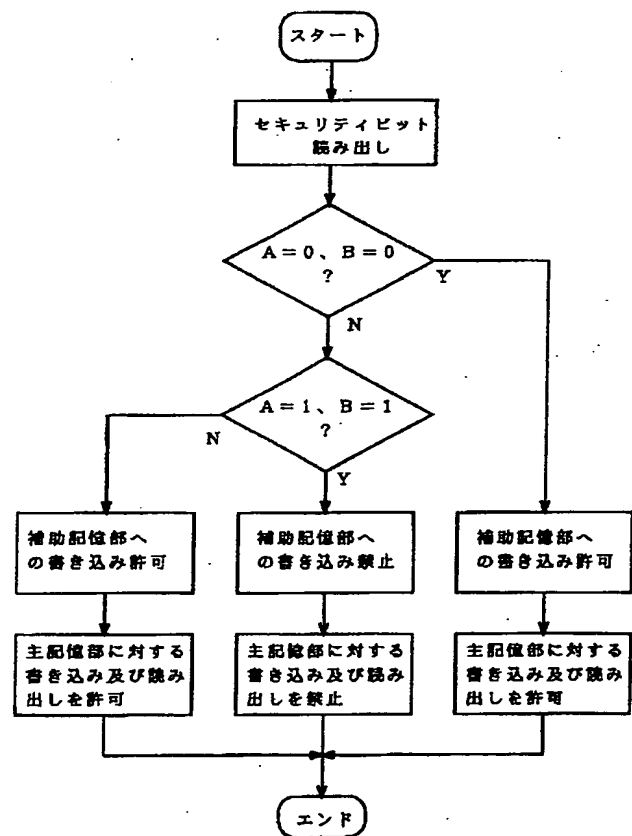 スタート
セキュリティビット
読み出し
A=0、B=0
?
Y
N
A=1、B=1
?
N
Y
補助記憶部へ
の書き込み許可
補助記憶部へ
の書き込み禁止
補助記憶部へ
の書き込み許可
主記憶部に対する
書き込み及び読み
出しを許可
主記憶部に対する
書き込み及び読み
出しを禁止
主記憶部に対する
書き込み及び読み
出しを許可
エンド